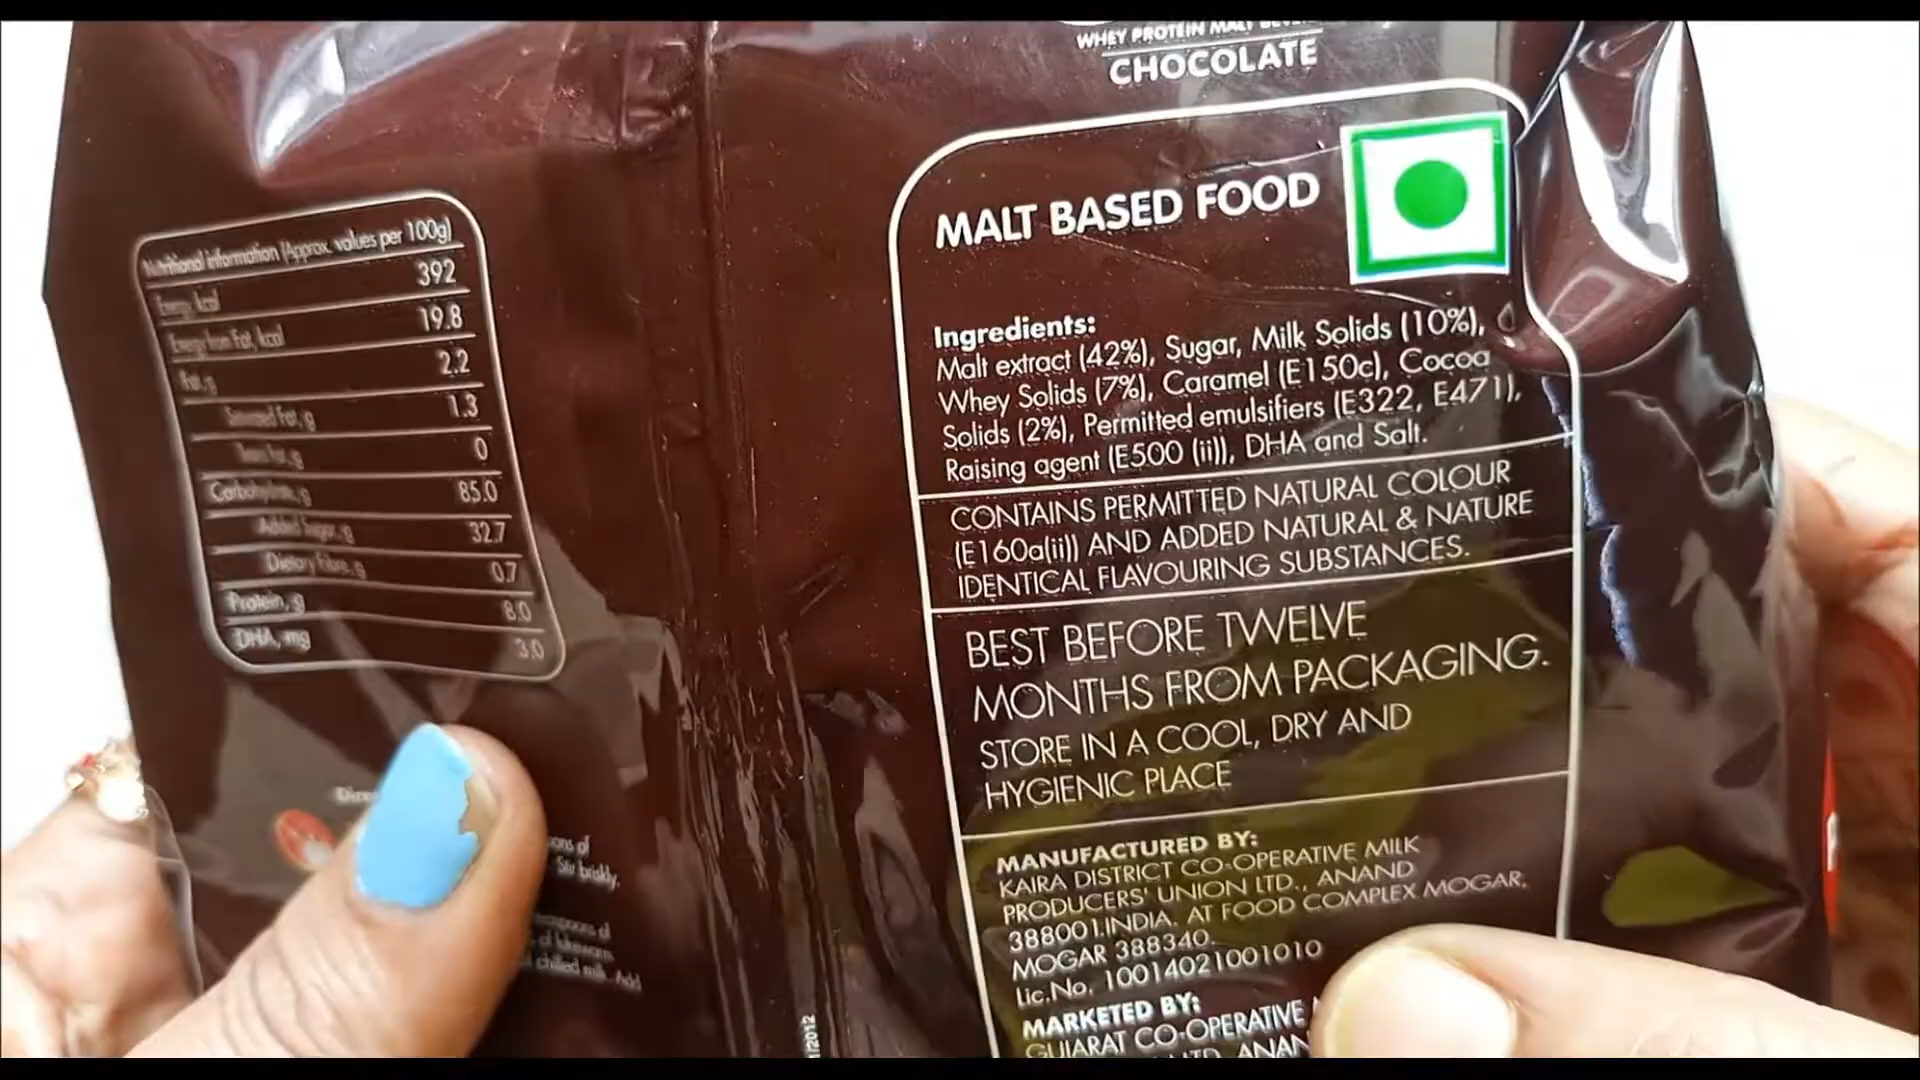 WHEY PROTEIN MALT
CHOCOLATE
Nutritional information (Approx. values per 100g)
Energy, kcal 392
Energy from Fat, kcal 19.8
Fat, g 2.2
Saturated Fat, g 1.3
Trans fat, g 0
Carbohydrate, g 85.0
Added Sugar, g 32.7
Dietary Fibre, g 0.7
Protein, g 8.0
DHA, mg 3.0
Stir briskly.
chilled milk. Add
/2012
MALT BASED FOOD
Ingredients:
Malt extract (42%), Sugar, Milk Solids (10%),
Whey Solids (7%), Caramel (E150c), Cocoa
Solids (2%), Permitted emulsifiers (E322, E471),
Raising agent (E500 (ii)), DHA and Salt.
CONTAINS PERMITTED NATURAL COLOUR
(E160a(ii)) AND ADDED NATURAL & NATURE
IDENTICAL FLAVOURING SUBSTANCES.
BEST BEFORE TWELVE
MONTHS FROM PACKAGING.
STORE IN A COOL, DRY AND
HYGIENIC PLACE
MANUFACTURED BY:
KAIRA DISTRICT CO-OPERATIVE MILK
PRODUCERS' UNION LTD., ANAND
388001.INDIA. AT FOOD COMPLEX MOGAR,
MOGAR 388340.
Lic.No. 10014021001010
MARKETED BY:
GUJARAT CO-OPERATIVE